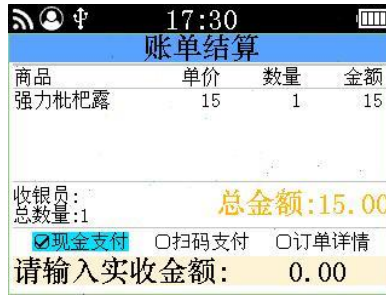 17:30
账单结算
商品 单价 数量 金额
强力枇杷露 15 1 15
收银员:
总数量:1
总金额:15.00
现金支付 扫码支付 订单详情
请输入实收金额: 0.00